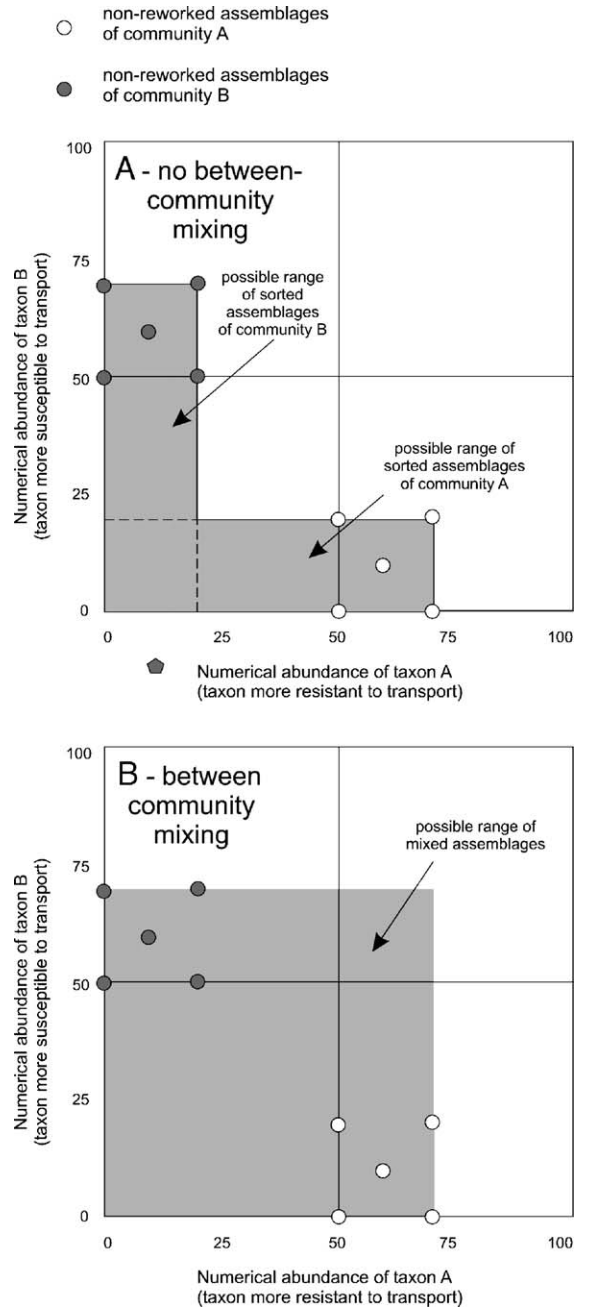 non-reworked assemblages
of community A
non-reworked assemblages
of community B
100
75
50
25
0
Numerical abundance of taxon B
(taxon more susceptible to transport)
A - no between-
community
mixing
possible range
of sorted
assemblages
of community B
possible range of
sorted assemblages
of community A
0
25
50
75
100
Numerical abundance of taxon A
(taxon more resistant to transport)
100
75
50
25
0
Numerical abundance of taxon B
(taxon more susceptible to transport)
B - between
community
mixing
possible range of
mixed assemblages
0
25
50
75
100
Numerical abundance of taxon A
(taxon more resistant to transport)